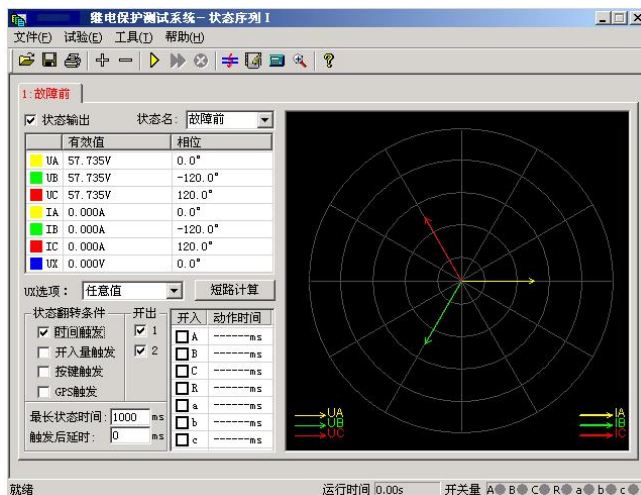 继电保护测试系统-状态序列 I
文件(F) 试验(E) 工具(T) 帮助(H)
1:故障前
状态输出 状态名: 故障前
有效值 相位
UA 57.735V 0.0°
UB 57.735V -120.0°
UC 57.735V 120.0°
IA 0.000A 0.0°
IB 0.000A -120.0°
IC 0.000A 120.0°
UX 0.000V 0.0°
UX选项: 任意值 短路计算
状态翻转条件 开出 开入 动作时间
时间触发 1 A ------ms
开入量触发 2 B ------ms
按键触发 C ------ms
GPS触发 R ------ms
最长状态时间: 1000 ms a ------ms
触发后延时: 0 ms b ------ms
c ------ms
UA IA
UB IB
UC IC
就绪 运行时间 0.00s 开关量 A B C R a b c